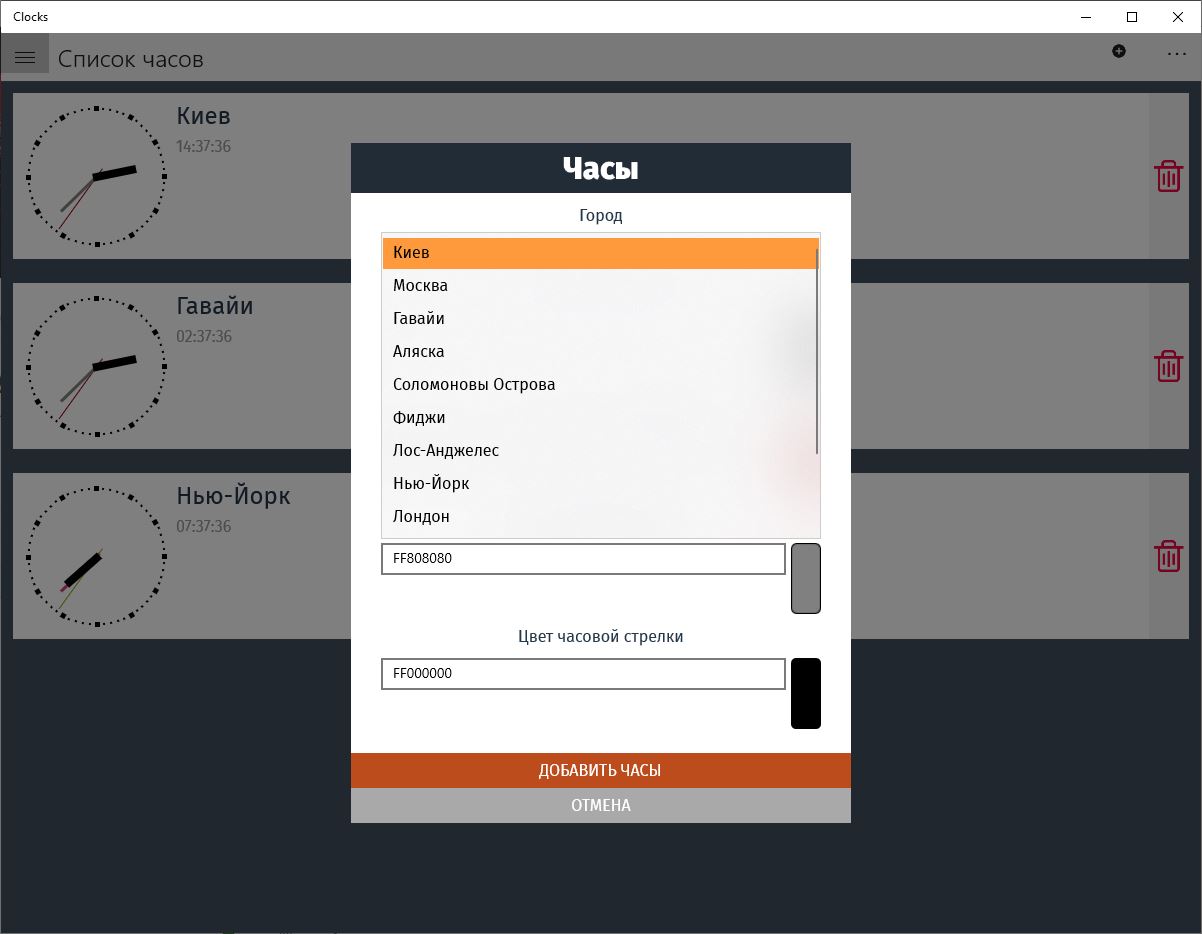 Clocks
Список часов
Киев
14:37:36
Гавайи
02:37:36
Нью-Йорк
07:37:36
Часы
Город
Киев
Москва
Гавайи
Аляска
Соломоновы Острова
Фиджи
Лос-Анджелес
Нью-Йорк
Лондон
FF808080
Цвет часовой стрелки
FF000000
ДОБАВИТЬ ЧАСЫ
ОТМЕНА